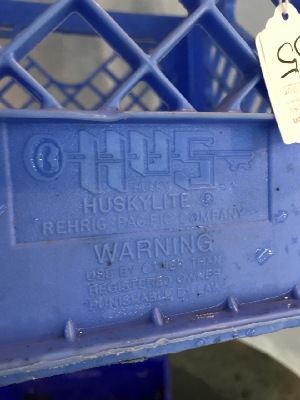 HUS
HUSKYLITE ®
REHRIG PACIFIC COMPANY
WARNING
USE BY OTHER THAN
REGISTERED OWNER
PUNISHABLE BY LAW